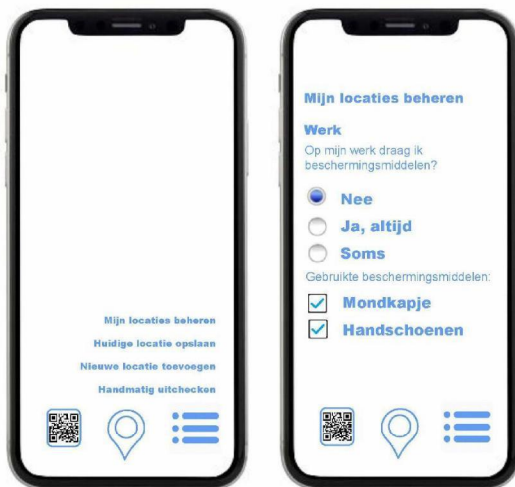 Mijn locaties beheren
Huidige locatie opslaan
Nieuwe locatie toevoegen
Handmatig uitchecken
Mijn locaties beheren
Werk
Op mijn werk draag ik
beschermingsmiddelen?
Nee
Ja, altijd
Soms
Gebruikte beschermingsmiddelen:
Mondkapje
Handschoenen